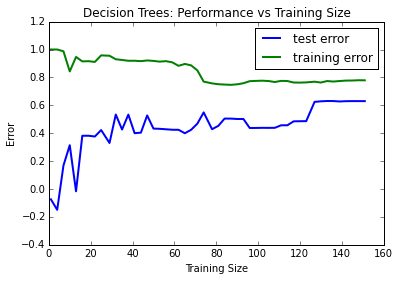 Decision Trees: Performance vs Training Size
test error
training error
1.2
1.0
0.8
0.6
0.4
0.2
0.0
−0.2
−0.4
Error
0 20 40 60 80 100 120 140 160
Training Size